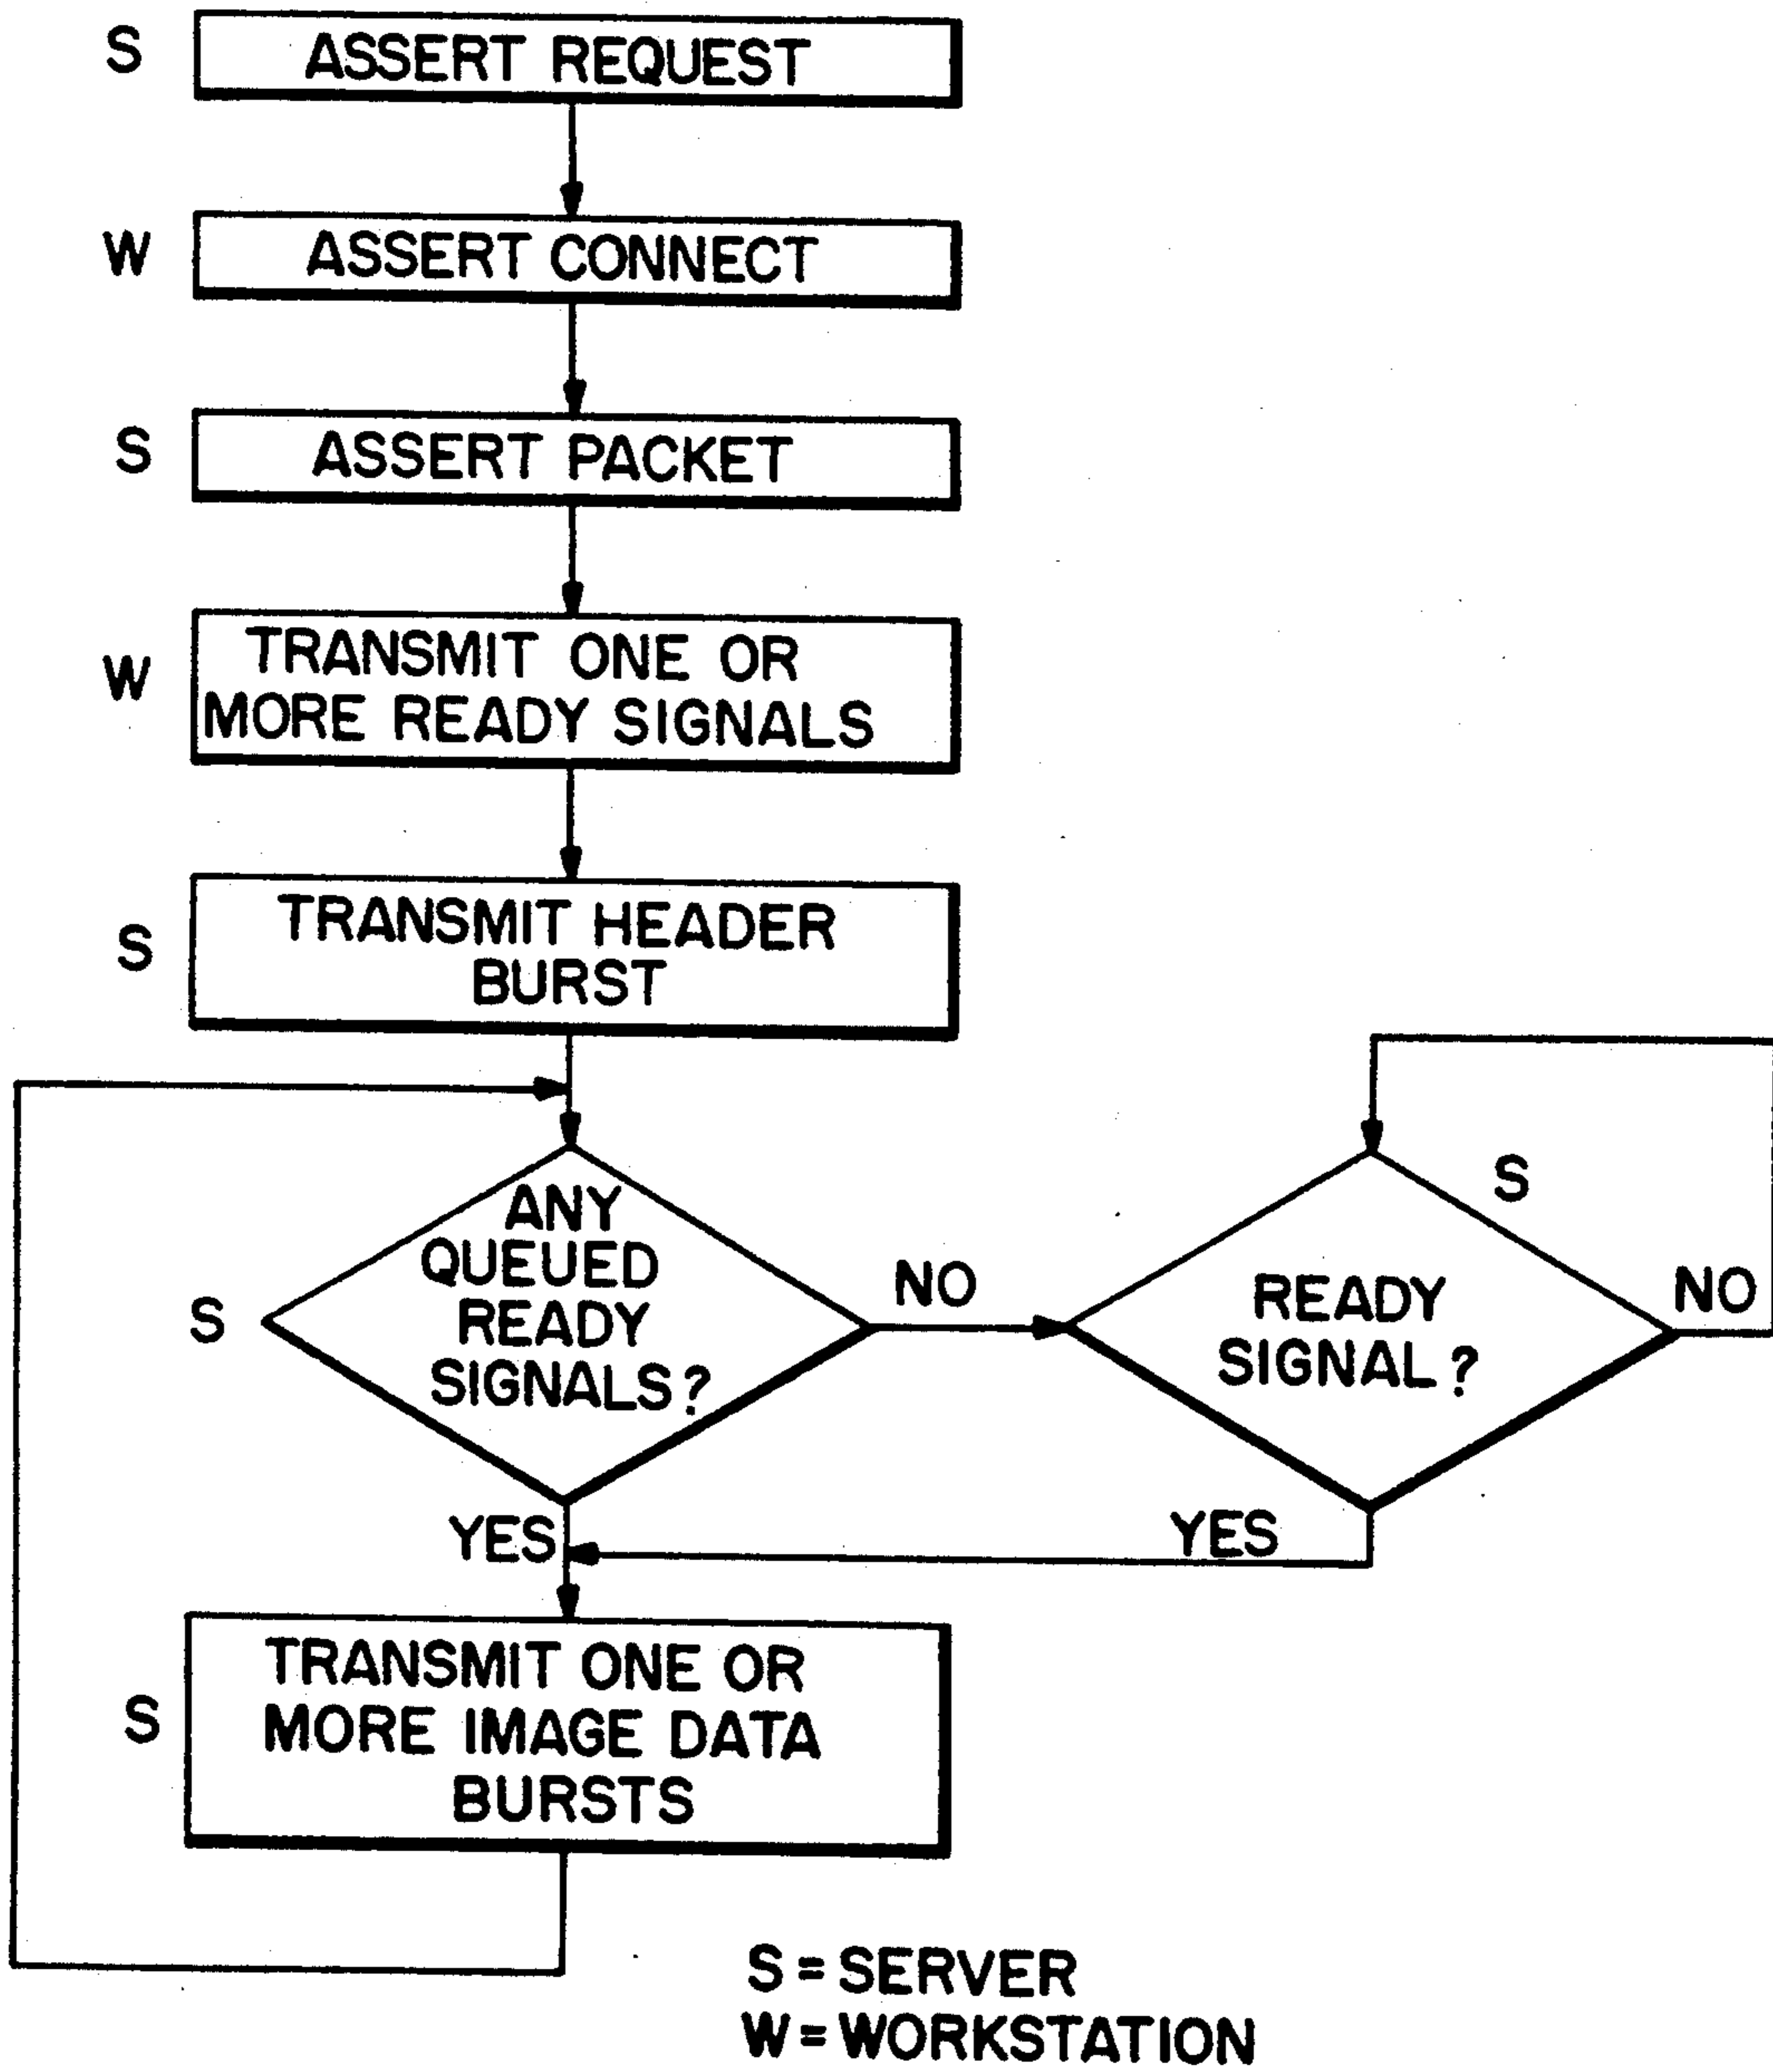 S
ASSERT REQUEST
W
ASSERT CONNECT
S
ASSERT PACKET
W
TRANSMIT ONE OR
MORE READY SIGNALS
S
TRANSMIT HEADER
BURST
S
ANY
QUEUED
READY
SIGNALS?
NO
S
READY
SIGNAL?
NO
YES
YES
S
TRANSMIT ONE OR
MORE IMAGE DATA
BURSTS
S = SERVER
W = WORKSTATION